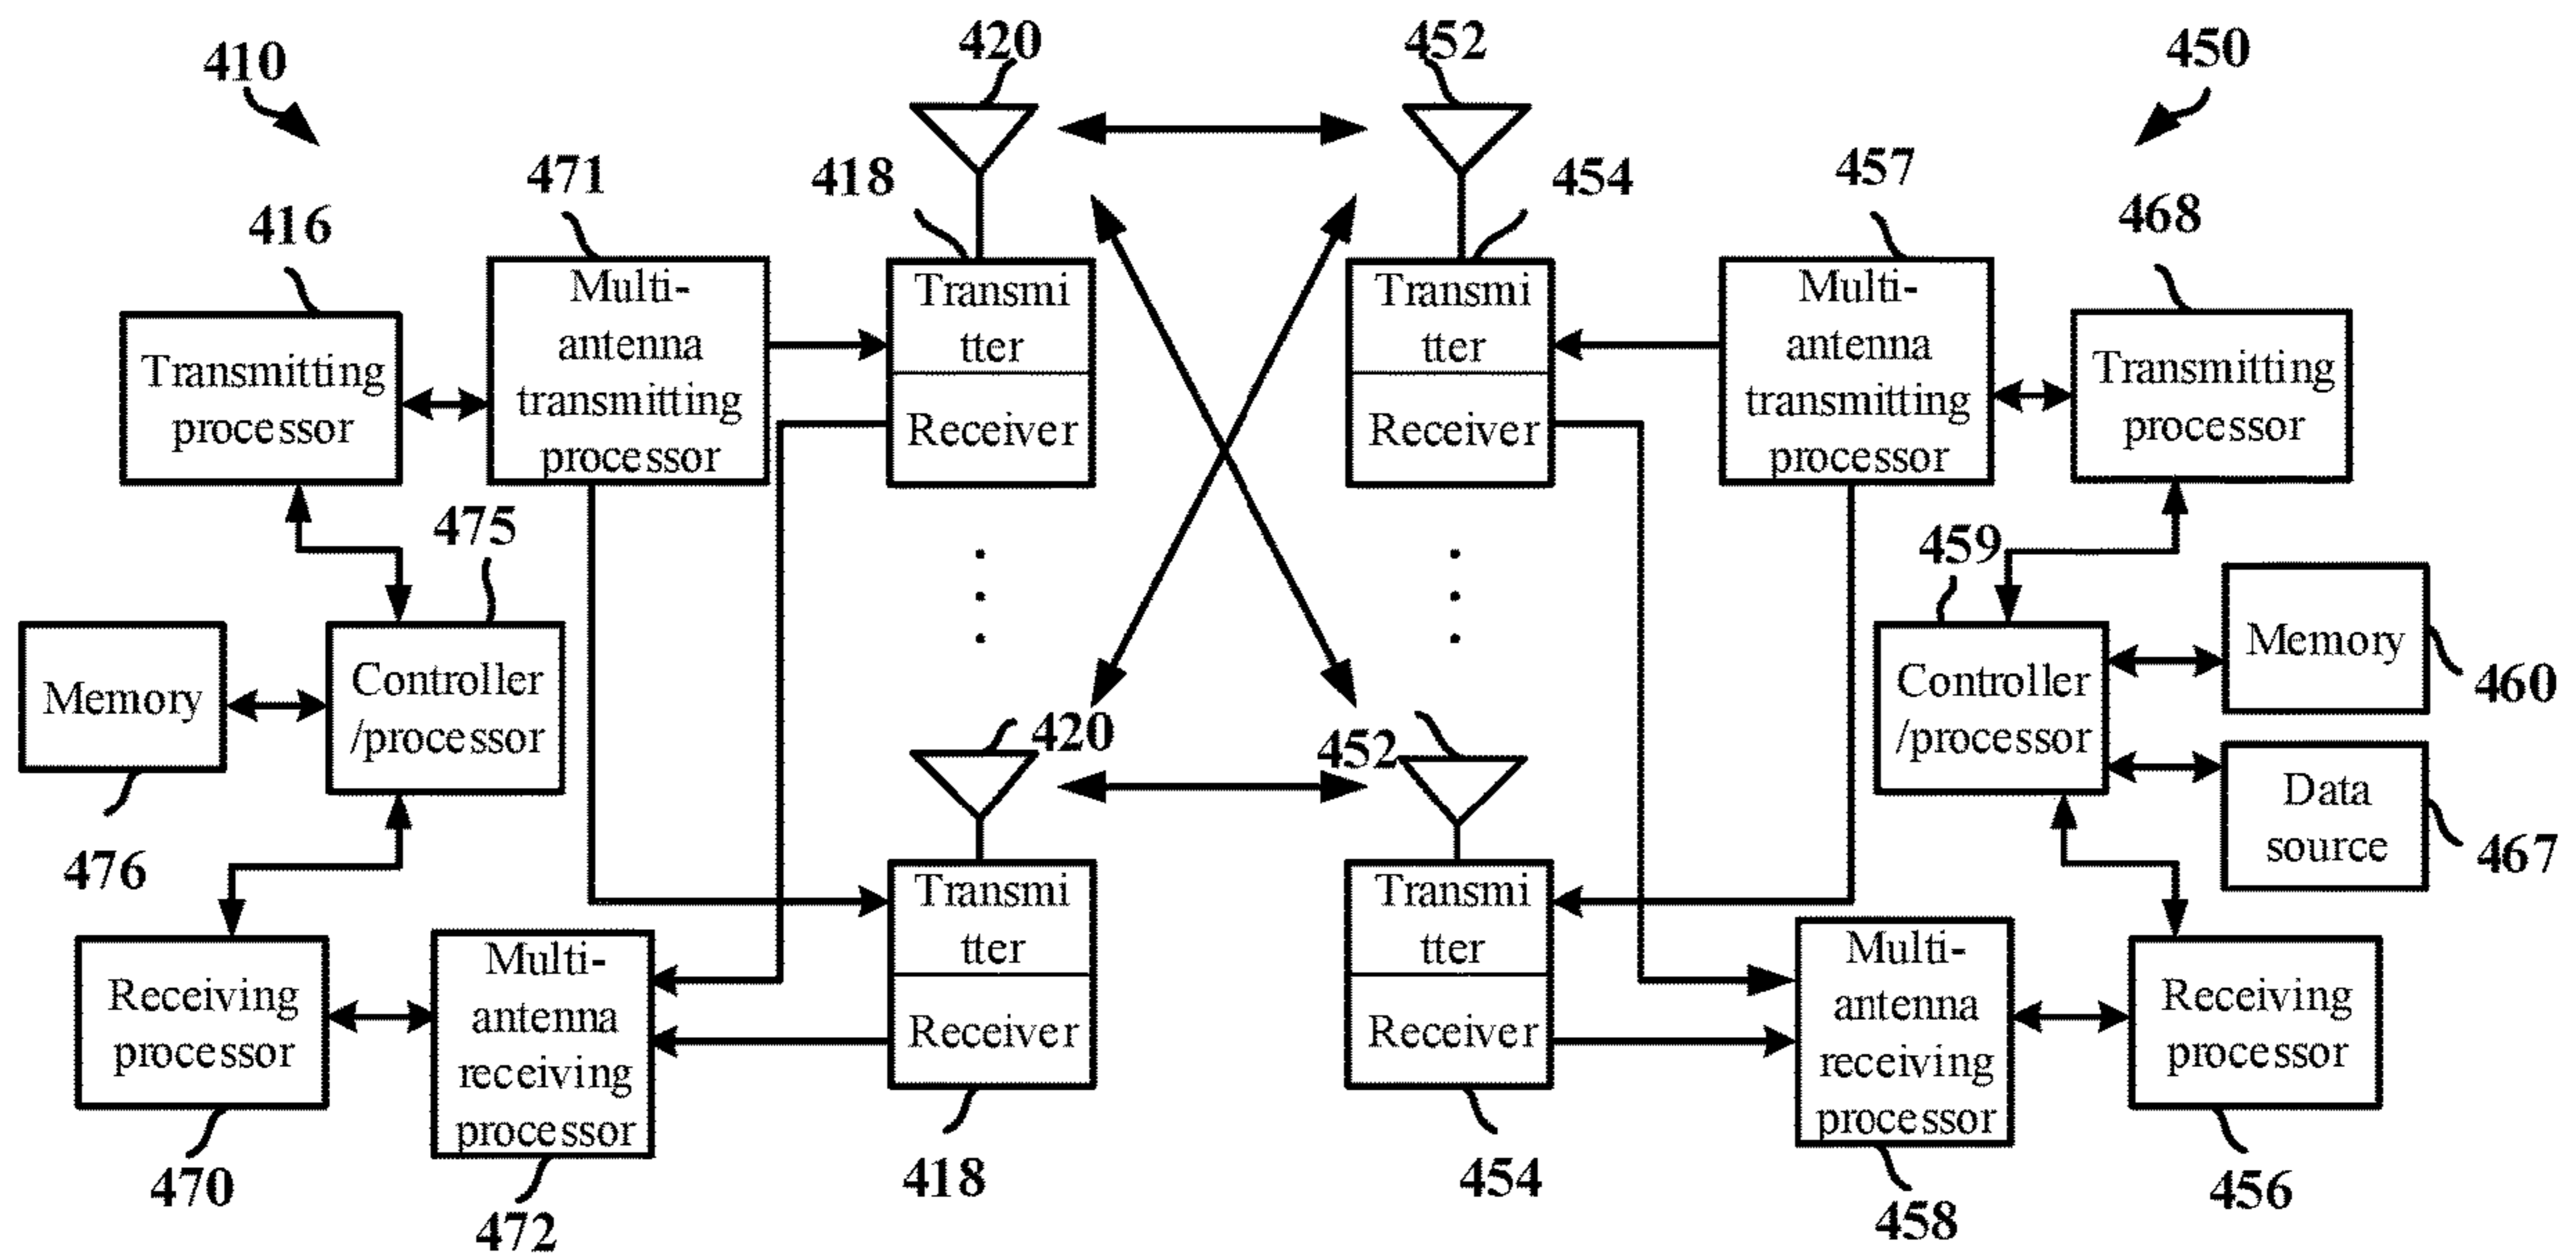 410
420
452
450
471
418
454
457
416
468
Multi-
antenna
transmitting
processor
Transmi
tter
Receiver
Transmi
tter
Receiver
Multi-
antenna
transmitting
processor
Transmitting
processor
Transmitting
processor
475
459
Memory
Controller
/processor
Controller
/processor
Memory
460
476
420
452
Data
source
467
Receiving
processor
Multi-
antenna
receiving
processor
Transmi
tter
Receiver
Transmi
tter
Receiver
Multi-
antenna
receiving
processor
Receiving
processor
470
472
418
454
458
456